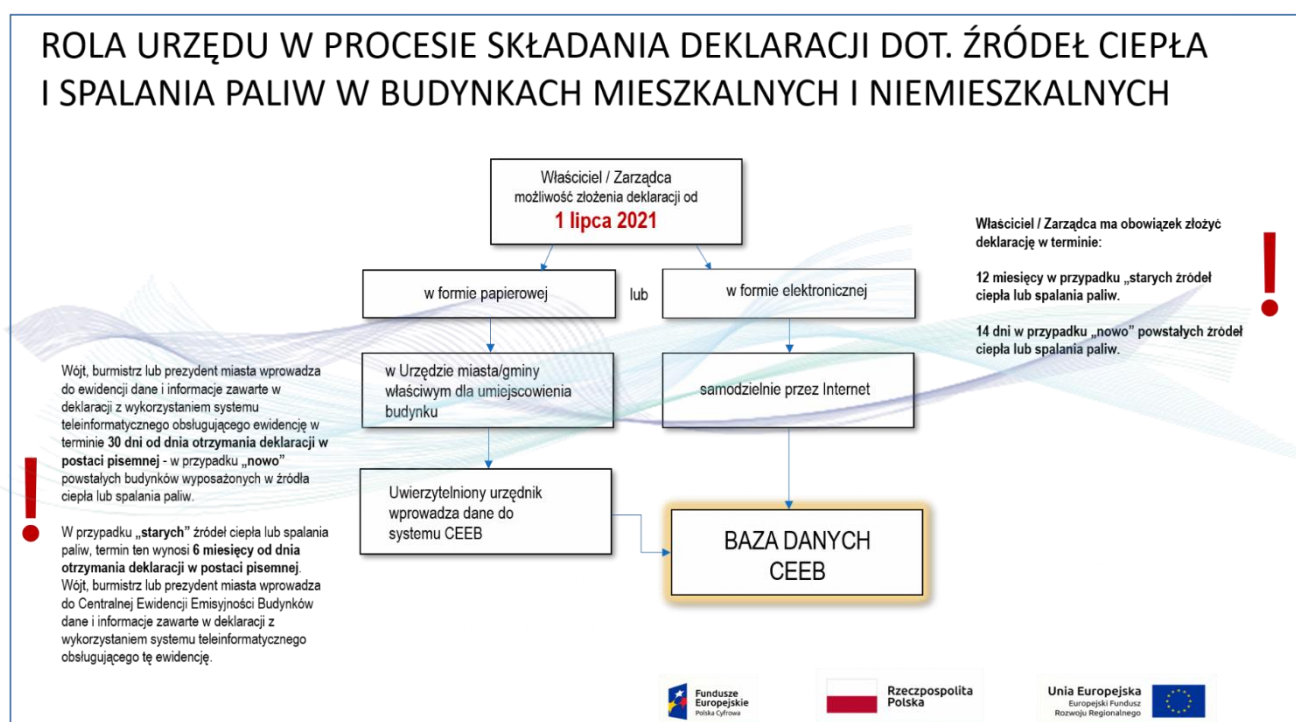 ROLA URZĘDU W PROCESIE SKŁADANIA DEKLARACJI DOT. ŹRÓDEŁ CIEPŁA
I SPALANIA PALIW W BUDYNKACH MIESZKALNYCH I NIEMIESZKALNYCH
Właściciel / Zarządca
możliwość złożenia deklaracji od
1 lipca 2021
w formie papierowej
lub
w formie elektronicznej
w Urzędzie miasta/gminy
właściwym dla umiejscowienia
budynku
samodzielnie przez Internet
Uwierzytelniony urzędnik
wprowadza dane do
systemu CEEB
BAZA DANYCH
CEEB
Właściciel / Zarządca ma obowiązek złożyć
deklarację w terminie:
12 miesięcy w przypadku „starych źródeł
ciepła lub spalania paliw.
14 dni w przypadku „nowo” powstałych źródeł
ciepła lub spalania paliw.
!
Wójt, burmistrz lub prezydent miasta wprowadza
do ewidencji dane i informacje zawarte w
deklaracji z wykorzystaniem systemu
teleinformatycznego obsługującego ewidencję w
terminie 30 dni od dnia otrzymania deklaracji w
postaci pisemnej - w przypadku „nowo”
powstałych budynków wyposażonych w źródła
ciepła lub spalania paliw.
!
W przypadku „starych” źródeł ciepła lub spalania
paliw, termin ten wynosi 6 miesięcy od dnia
otrzymania deklaracji w postaci pisemnej.
Wójt, burmistrz lub prezydent miasta wprowadza
do Centralnej Ewidencji Emisyjności Budynków
dane i informacje zawarte w deklaracji z
wykorzystaniem systemu teleinformatycznego
obsługującego tę ewidencję.
Fundusze
Europejskie
Polska Cyfrowa
Rzeczpospolita
Polska
Unia Europejska
Europejski Fundusz
Rozwoju Regionalnego